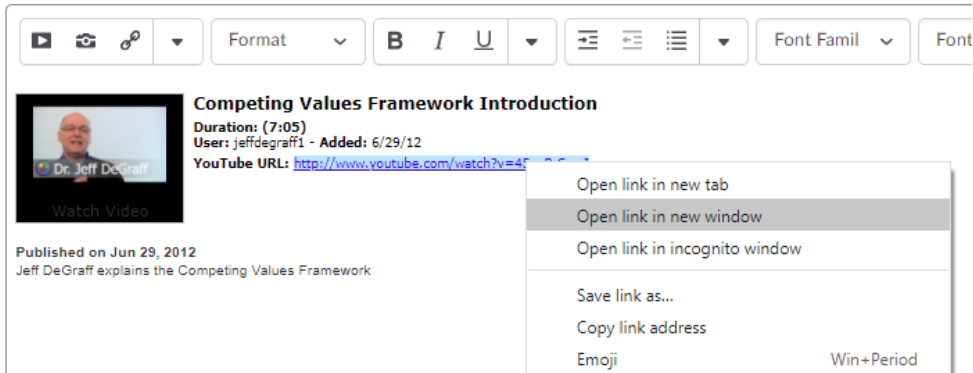 Format B I U Font Famil Font
Competing Values Framework Introduction
Duration: (7:05)
User: jeffdegraff1 - Added: 6/29/12
YouTube URL: http://www.youtube.com/watch?v=
Dr. Jeff DeGraff
Watch Video
Published on Jun 29, 2012
Jeff DeGraff explains the Competing Values Framework
Open link in new tab
Open link in new window
Open link in incognito window
Save link as...
Copy link address
Emoji Win+Period